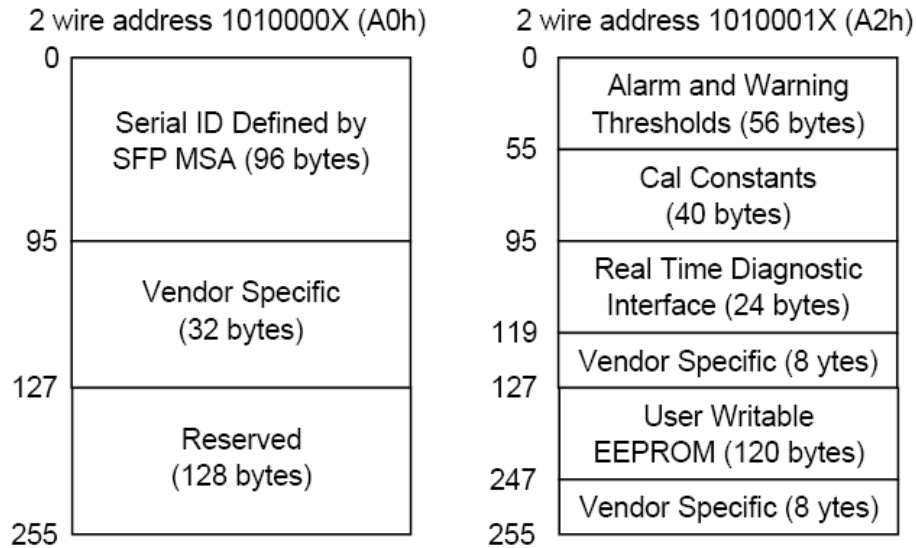 2 wire address 1010000X (A0h)
0
Serial ID Defined by
SFP MSA (96 bytes)
95
Vendor Specific
(32 bytes)
127
Reserved
(128 bytes)
255
2 wire address 1010001X (A2h)
0
Alarm and Warning
Thresholds (56 bytes)
55
Cal Constants
(40 bytes)
95
Real Time Diagnostic
Interface (24 bytes)
119
Vendor Specific (8 ytes)
127
User Writable
EEPROM (120 bytes)
247
Vendor Specific (8 ytes)
255